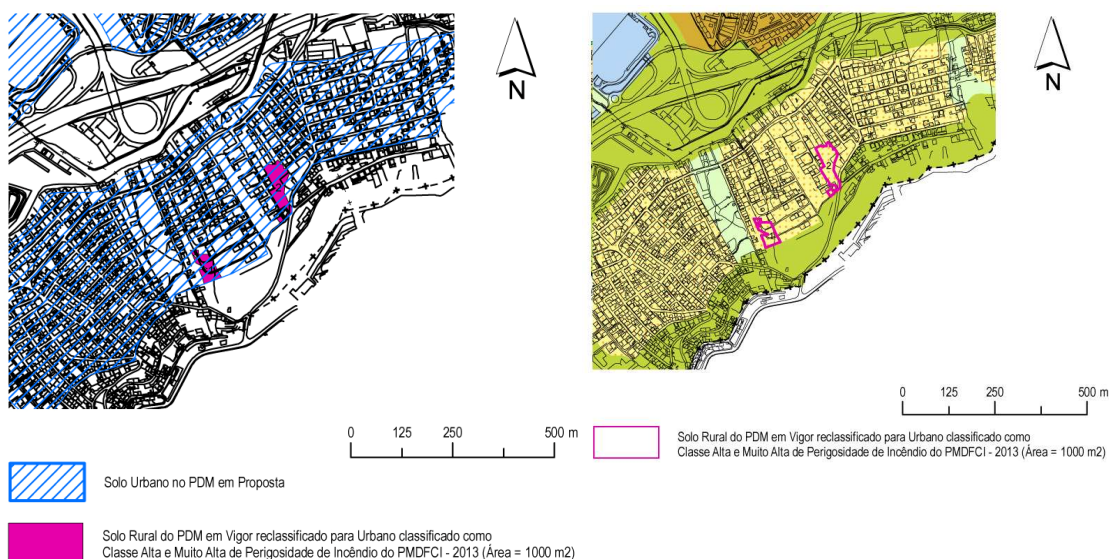 N
0 125 250 500 m
Solo Urbano no PDM em Proposta
Solo Rural do PDM em Vigor reclassificado para Urbano classificado como
Classe Alta e Muito Alta de Perigosidade de Incêndio do PMDFCI - 2013 (Área = 1000 m2)
N
2
0 125 250 500 m
Solo Rural do PDM em Vigor reclassificado para Urbano classificado como
Classe Alta e Muito Alta de Perigosidade de Incêndio do PMDFCI - 2013 (Área = 1000 m2)